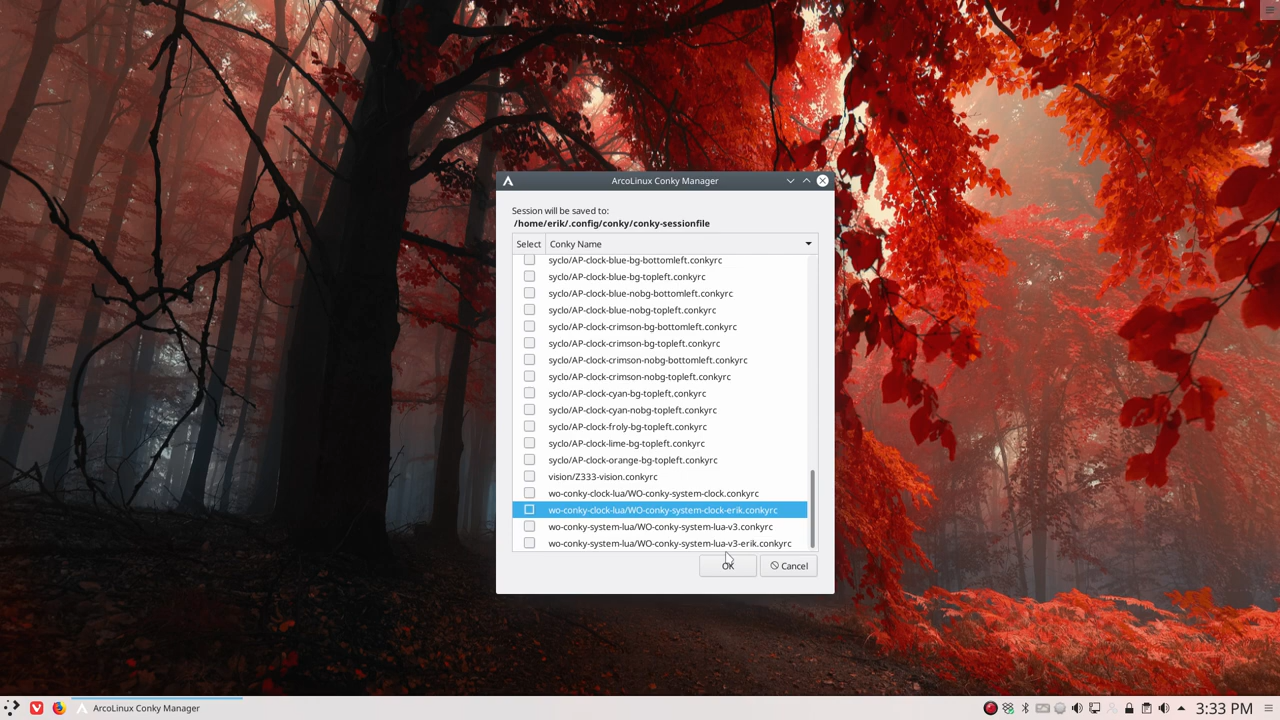 ArcoLinux Conky Manager
Session will be saved to:
/home/erik/.config/conky/conky-sessionfile
Select Conky Name
syclo/AP-clock-blue-bg-bottomleft.conkyrc
syclo/AP-clock-blue-bg-topleft.conkyrc
syclo/AP-clock-blue-nobg-bottomleft.conkyrc
syclo/AP-clock-blue-nobg-topleft.conkyrc
syclo/AP-clock-crimson-bg-bottomleft.conkyrc
syclo/AP-clock-crimson-bg-topleft.conkyrc
syclo/AP-clock-crimson-nobg-bottomleft.conkyrc
syclo/AP-clock-crimson-nobg-topleft.conkyrc
syclo/AP-clock-cyan-bg-topleft.conkyrc
syclo/AP-clock-cyan-nobg-topleft.conkyrc
syclo/AP-clock-froly-bg-topleft.conkyrc
syclo/AP-clock-lime-bg-topleft.conkyrc
syclo/AP-clock-orange-bg-topleft.conkyrc
vision/Z333-vision.conkyrc
wo-conky-clock-lua/WO-conky-system-clock.conkyrc
wo-conky-clock-lua/WO-conky-system-clock-erik.conkyrc
wo-conky-system-lua/WO-conky-system-lua-v3.conkyrc
wo-conky-system-lua/WO-conky-system-lua-v3-erik.conkyrc
OK Cancel
ArcoLinux Conky Manager 3:33 PM